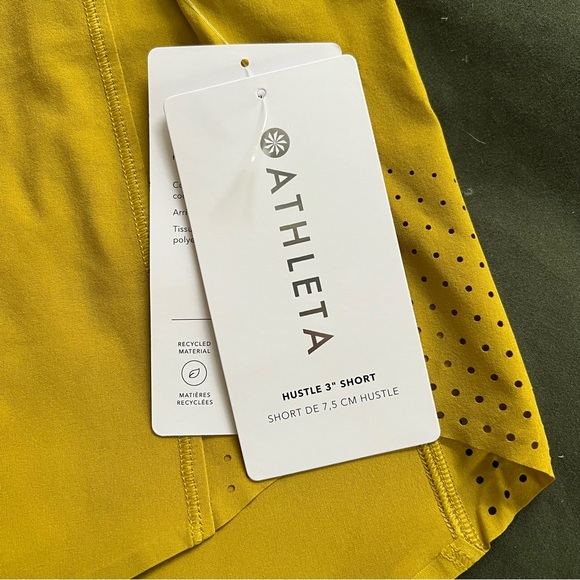 ATHLETA
HUSTLE 3" SHORT
SHORT DE 7,5 CM HUSTLE
RECYCLED
MATERIAL
MATIÈRES
RECYCLÉES